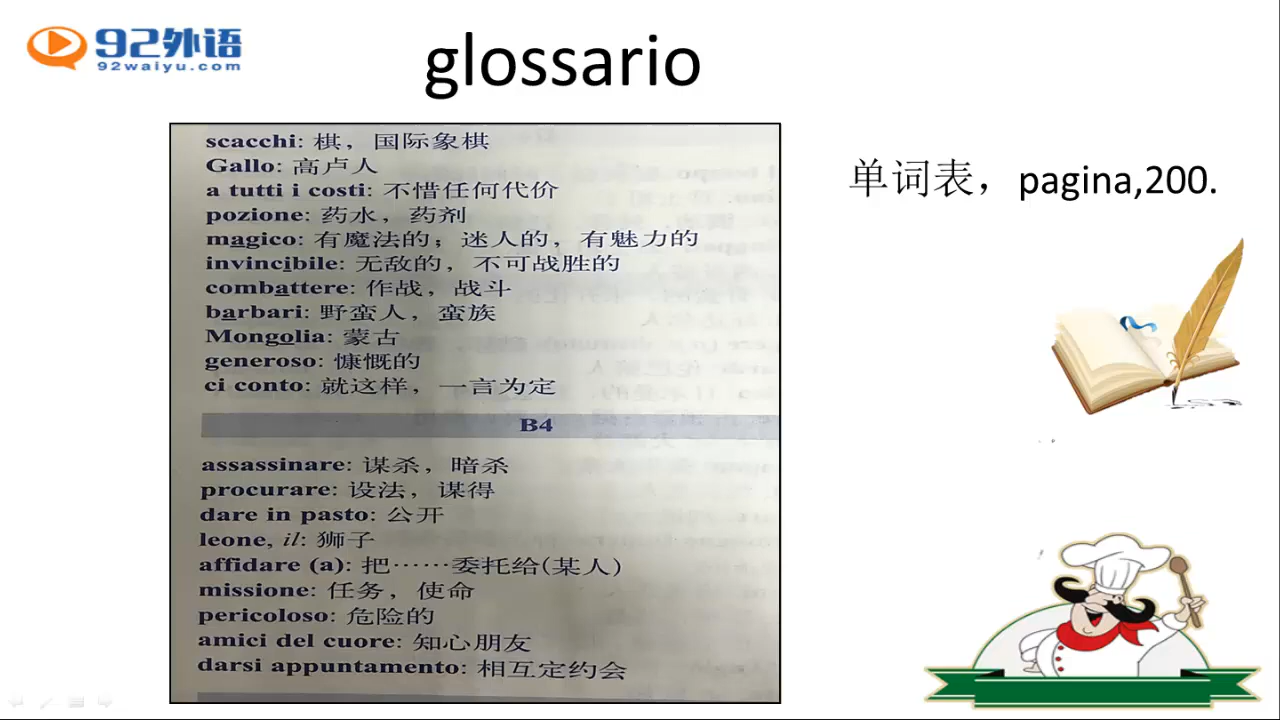 92外语
92waiyu.com
glossario
scacchi: 棋，国际象棋
Gallo: 高卢人
a tutti i costi: 不惜任何代价
pozione: 药水，药剂
magico: 有魔法的；迷人的，有魅力的
invincibile: 无敌的，不可战胜的
combattere: 作战，战斗
barbari: 野蛮人，蛮族
Mongolia: 蒙古
generoso: 慷慨的
ci conto: 就这样，一言为定
B4
assassinare: 谋杀，暗杀
procurare: 设法，谋得
dare in pasto: 公开
leone, il: 狮子
affidare (a): 把……委托给(某人)
missione: 任务，使命
pericoloso: 危险的
amici del cuore: 知心朋友
darsi appuntamento: 相互定约会
单词表，pagina,200.